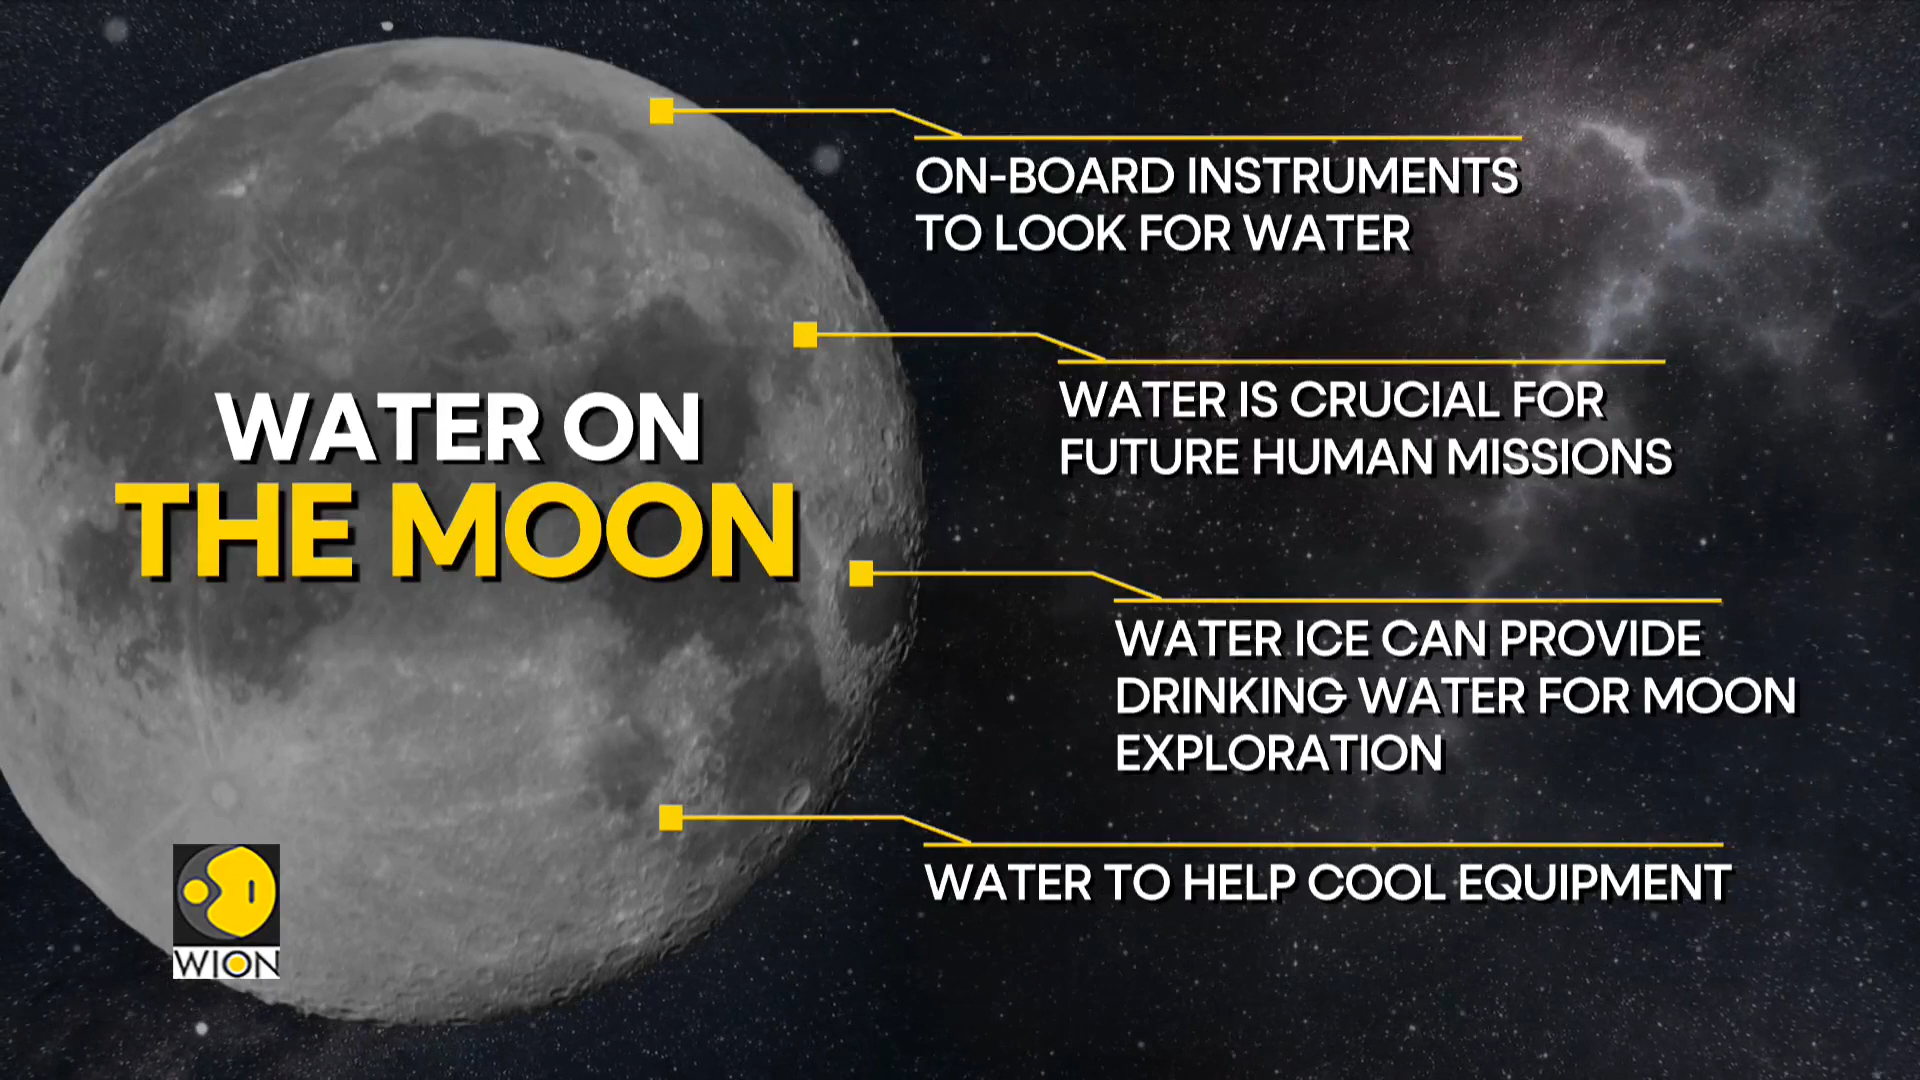 WATER ON
THE MOON
ON-BOARD INSTRUMENTS
TO LOOK FOR WATER
WATER IS CRUCIAL FOR
FUTURE HUMAN MISSIONS
WATER ICE CAN PROVIDE
DRINKING WATER FOR MOON
EXPLORATION
WATER TO HELP COOL EQUIPMENT
WION